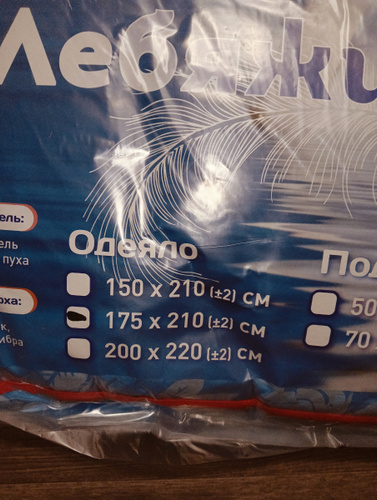 Лебяжи
ель:
ель
пуха
Одеяло
150 x 210 (±2) см
175 x 210 (±2) см
200 x 220 (±2) см
рха:
к,
ибра
По
50
70